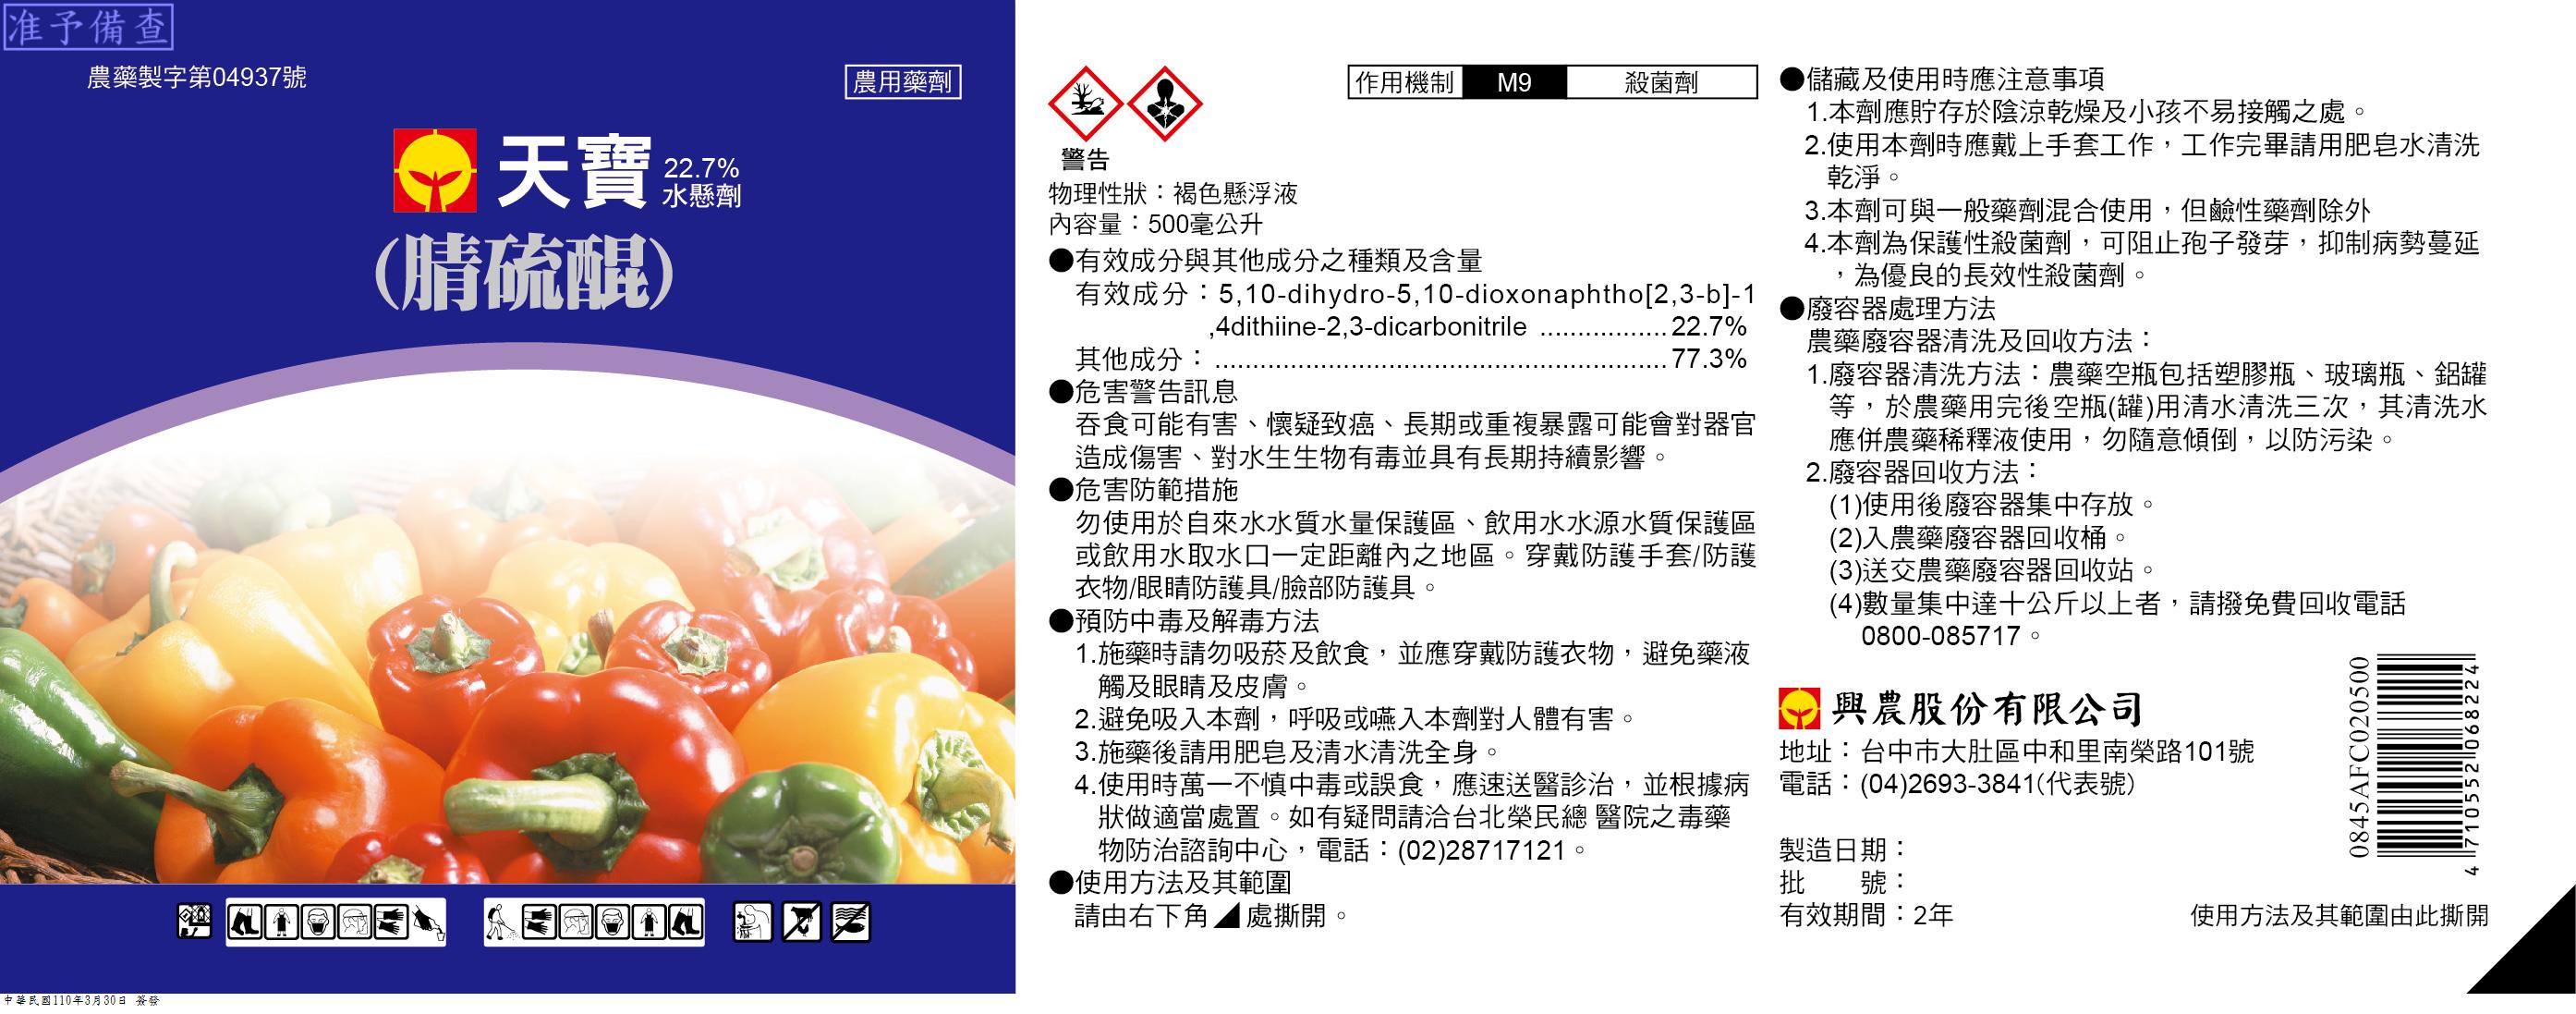 准予備查
農藥製字第04937號
農用藥劑
天寶 22.7%
水懸劑
(腈硫醌)
中華民國110年3月30日 簽發
作用機制 M9 殺菌劑
警告
物理性狀：褐色懸浮液
內容量：500毫公升
●有效成分與其他成分之種類及含量
有效成分：5,10-dihydro-5,10-dioxonaphtho[2,3-b]-1
,4dithiine-2,3-dicarbonitrile .................22.7%
其他成分：............................................................77.3%
●危害警告訊息
吞食可能有害、懷疑致癌、長期或重複暴露可能會對器官
造成傷害、對水生生物有毒並具有長期持續影響。
●危害防範措施
勿使用於自來水水質水量保護區、飲用水水源水質保護區
或飲用水取水口一定距離內之地區。穿戴防護手套/防護
衣物/眼睛防護具/臉部防護具。
●預防中毒及解毒方法
1.施藥時請勿吸菸及飲食，並應穿戴防護衣物，避免藥液
觸及眼睛及皮膚。
2.避免吸入本劑，呼吸或嚥入本劑對人體有害。
3.施藥後請用肥皂及清水清洗全身。
4.使用時萬一不慎中毒或誤食，應速送醫診治，並根據病
狀做適當處置。如有疑問請洽台北榮民總 醫院之毒藥
物防治諮詢中心，電話：(02)28717121。
●使用方法及其範圍
請由右下角◢處撕開。
●儲藏及使用時應注意事項
1.本劑應貯存於陰涼乾燥及小孩不易接觸之處。
2.使用本劑時應戴上手套工作，工作完畢請用肥皂水清洗
乾淨。
3.本劑可與一般藥劑混合使用，但鹼性藥劑除外
4.本劑為保護性殺菌劑，可阻止孢子發芽，抑制病勢蔓延
，為優良的長效性殺菌劑。
●廢容器處理方法
農藥廢容器清洗及回收方法：
1.廢容器清洗方法：農藥空瓶包括塑膠瓶、玻璃瓶、鋁罐
等，於農藥用完後空瓶(罐)用清水清洗三次，其清洗水
應併農藥稀釋液使用，勿隨意傾倒，以防污染。
2.廢容器回收方法：
(1)使用後廢容器集中存放。
(2)入農藥廢容器回收桶。
(3)送交農藥廢容器回收站。
(4)數量集中達十公斤以上者，請撥免費回收電話
0800-085717。
興農股份有限公司
地址：台中市大肚區中和里南榮路101號
電話：(04)2693-3841(代表號)
製造日期：
批　　號：
有效期間：2年
0845AFC020500
4 710552 068224
使用方法及其範圍由此撕開